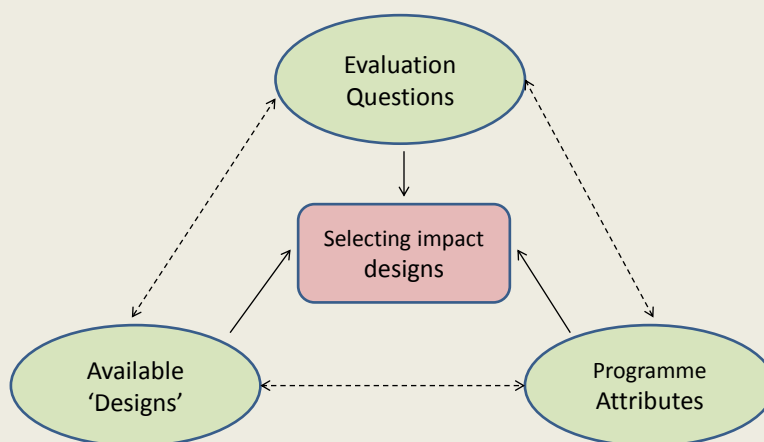 Evaluation
Questions
Selecting impact
designs
Available
‘Designs’
Programme
Attributes